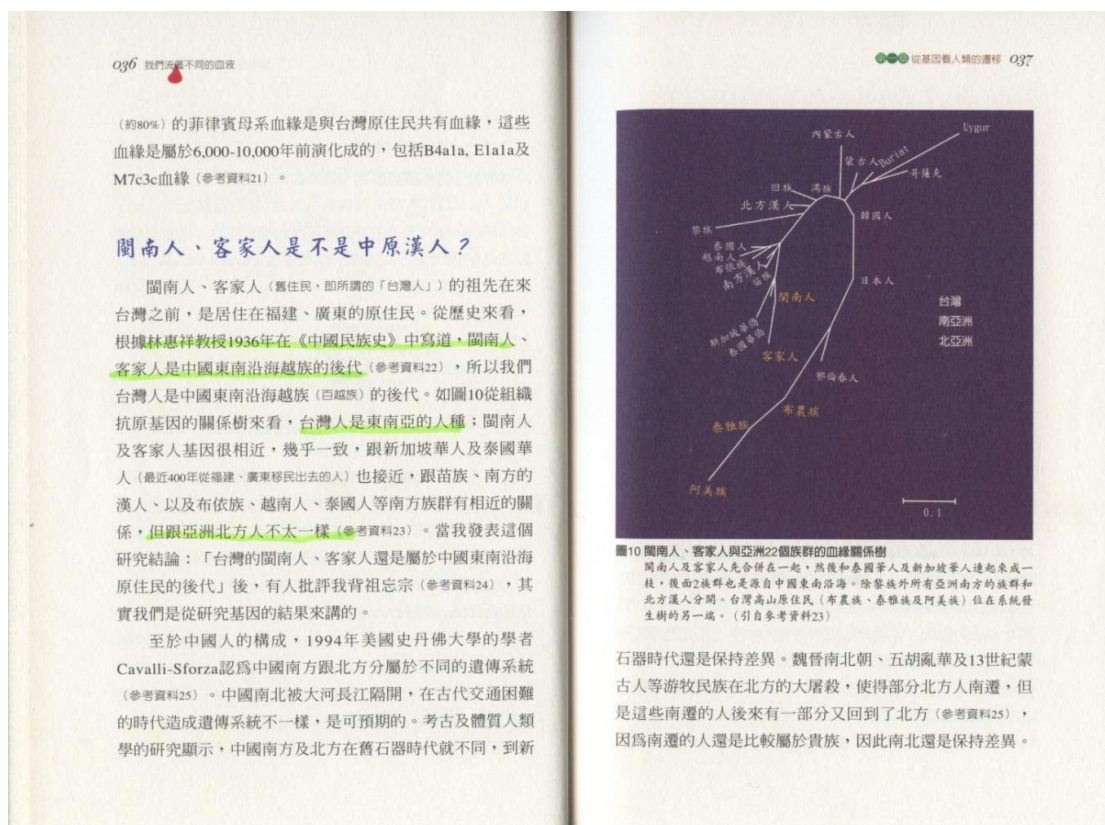 036 我們流著不同的血液
（約80%）的菲律賓母系血緣是與台灣原住民共有血緣，這些
血緣是屬於6,000-10,000年前演化成的，包括B4a1a, E1a1a及
M7c3c血緣（參考資料21）。
閩南人、客家人是不是中原漢人？
閩南人、客家人（舊住民，即所謂的「台灣人」）的祖先在來
台灣之前，是居住在福建、廣東的原住民。從歷史來看，
根據林惠祥教授1936年在《中國民族史》中寫道，閩南人、
客家人是中國東南沿海越族的後代（參考資料22），所以我們
台灣人是中國東南沿海越族（百越族）的後代。如圖10從組織
抗原基因的關係樹來看，台灣人是東南亞的人種；閩南人
及客家人基因很相近，幾乎一致，跟新加坡華人及泰國華
人（最近400年從福建、廣東移民出去的人）也接近，跟苗族、南方的
漢人、以及布依族、越南人、泰國人等南方族群有相近的關
係，但跟亞洲北方人不太一樣（參考資料23）。當我發表這個
研究結論：「台灣的閩南人、客家人還是屬於中國東南沿海
原住民的後代」後，有人批評我背祖忘宗（參考資料24），其
實我們是從研究基因的結果來講的。
至於中國人的構成，1994年美國史丹佛大學的學者
Cavalli-Sforza認為中國南方跟北方分屬於不同的遺傳系統
（參考資料25）。中國南北被大河長江隔開，在古代交通困難
的時代造成遺傳系統不一樣，是可預期的。考古及體質人類
學的研究顯示，中國南方及北方在舊石器時代就不同，到新
第一章 從基因看人類的遷移 037
內蒙古人
Uygur
蒙古人
Buriat
哥薩克
回族
滿族
北方漢人
韓國人
黎族
泰國人
越南人
布依族
南方漢人
苗族
日本人
閩南人
台灣
南亞洲
北亞洲
新加坡華僑
泰國華僑
客家人
鄂倫春人
布農族
泰雅族
阿美族
0.1
圖10 閩南人、客家人與亞洲22個族群的血緣關係樹
閩南人及客家人先合併在一起，然後和泰國華人及新加坡華人連起來成一
枝，後面2族群也是源自中國東南沿海。除黎族外所有亞洲南方的族群和
北方漢人分開。台灣高山原住民（布農族、泰雅族及阿美族）位在系統發
生樹的另一端。（引自參考資料23）
石器時代還是保持差異。魏晉南北朝、五胡亂華及13世紀蒙
古人等游牧民族在北方的大屠殺，使得部分北方人南遷，但
是這些南遷的人後來有一部分又回到了北方（參考資料25），
因為南遷的人還是比較屬於貴族，因此南北還是保持差異。